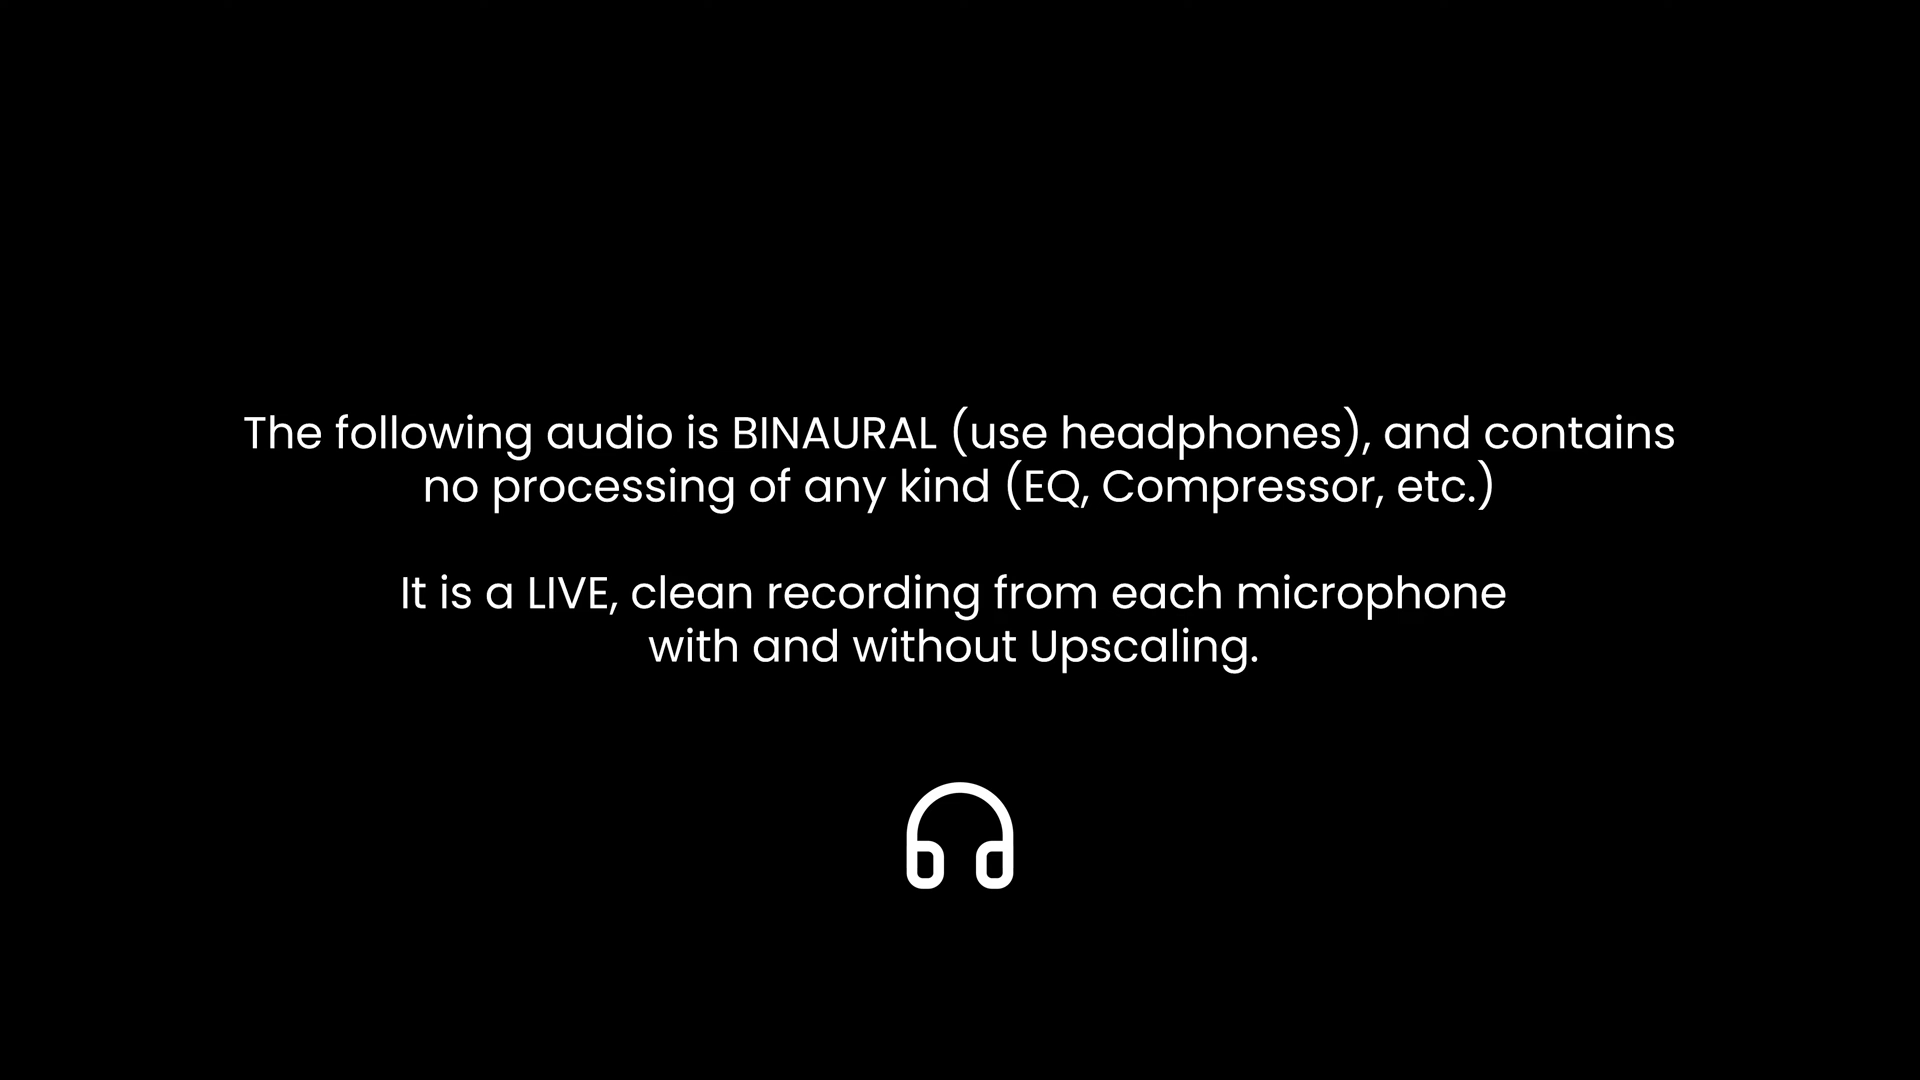 The following audio is BINAURAL (use headphones), and contains
no processing of any kind (EQ, Compressor, etc.)
It is a LIVE, clean recording from each microphone
with and without Upscaling.